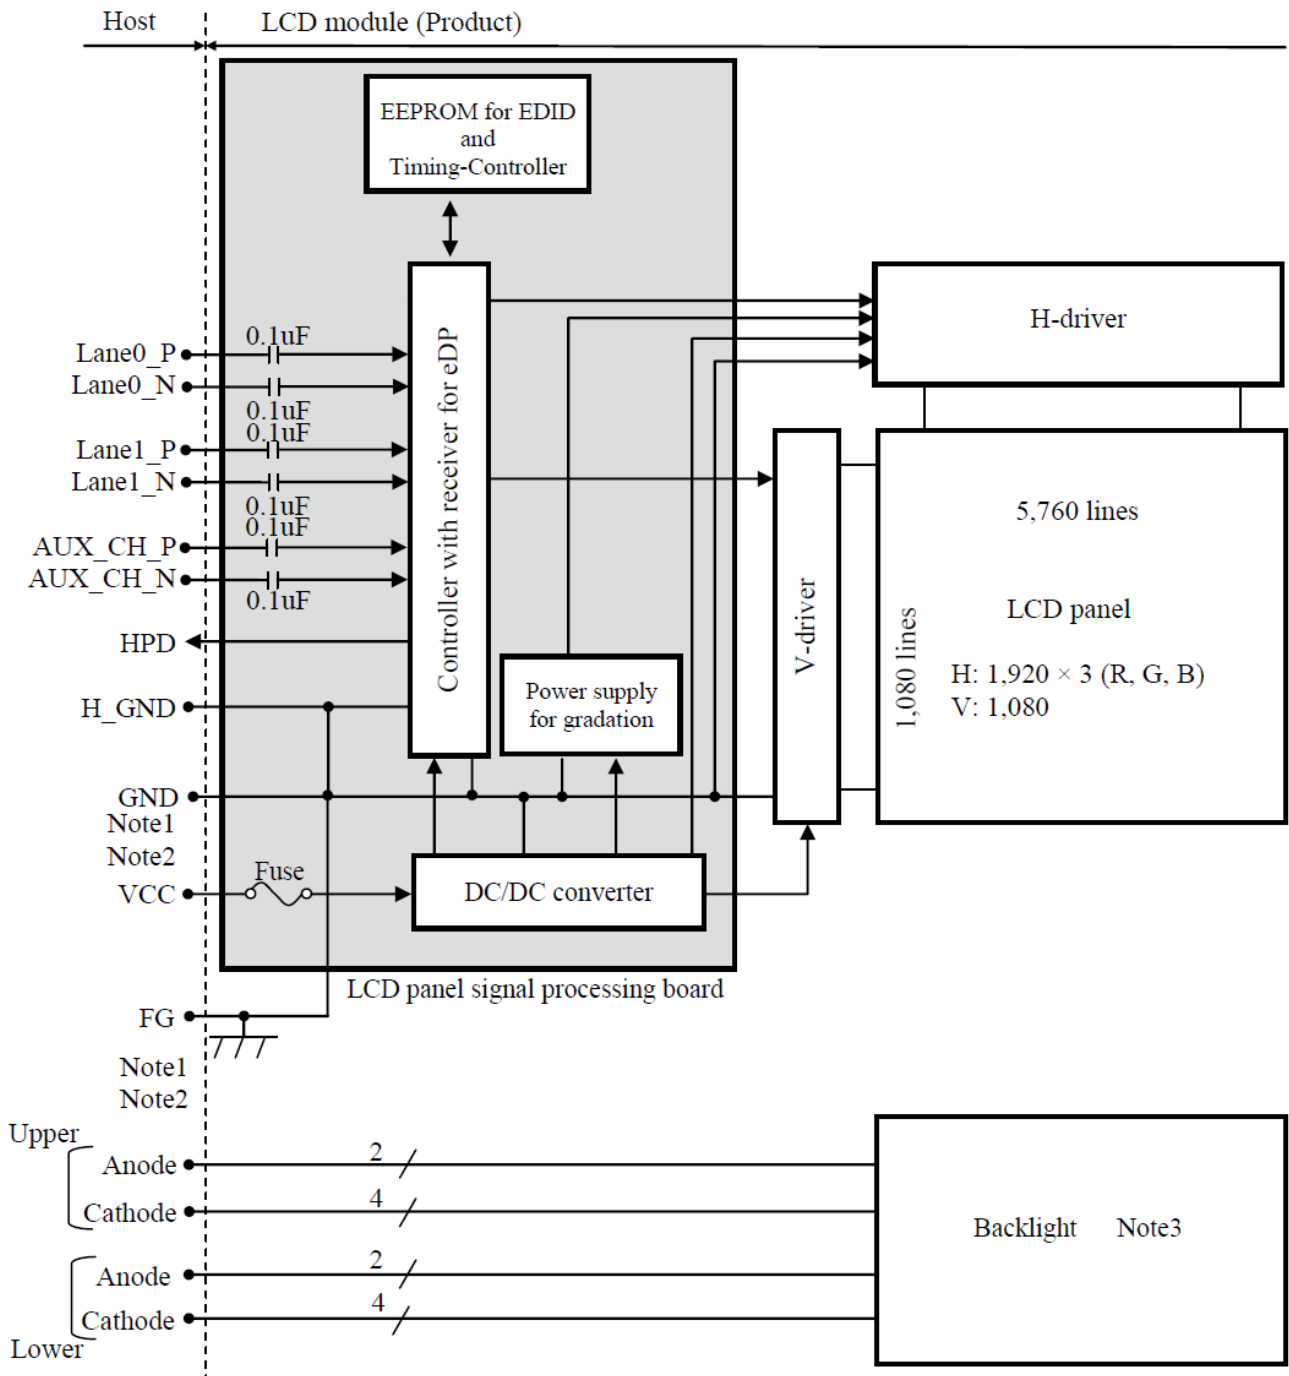 Host
LCD module (Product)
EEPROM for EDID
and
Timing-Controller
H-driver
0.1uF
Lane0_P
Lane0_N
0.1uF
0.1uF
Lane1_P
Lane1_N
0.1uF
0.1uF
AUX_CH_P
AUX_CH_N
0.1uF
HPD
H_GND
GND
Note1
Note2
VCC
Fuse
Controller with receiver for eDP
Power supply
for gradation
DC/DC converter
V-driver
5,760 lines
1,080 lines
LCD panel
H: 1,920 × 3 (R, G, B)
V: 1,080
LCD panel signal processing board
FG
Note1
Note2
Upper
Anode
2
Cathode
4
Anode
2
Cathode
4
Lower
Backlight Note3